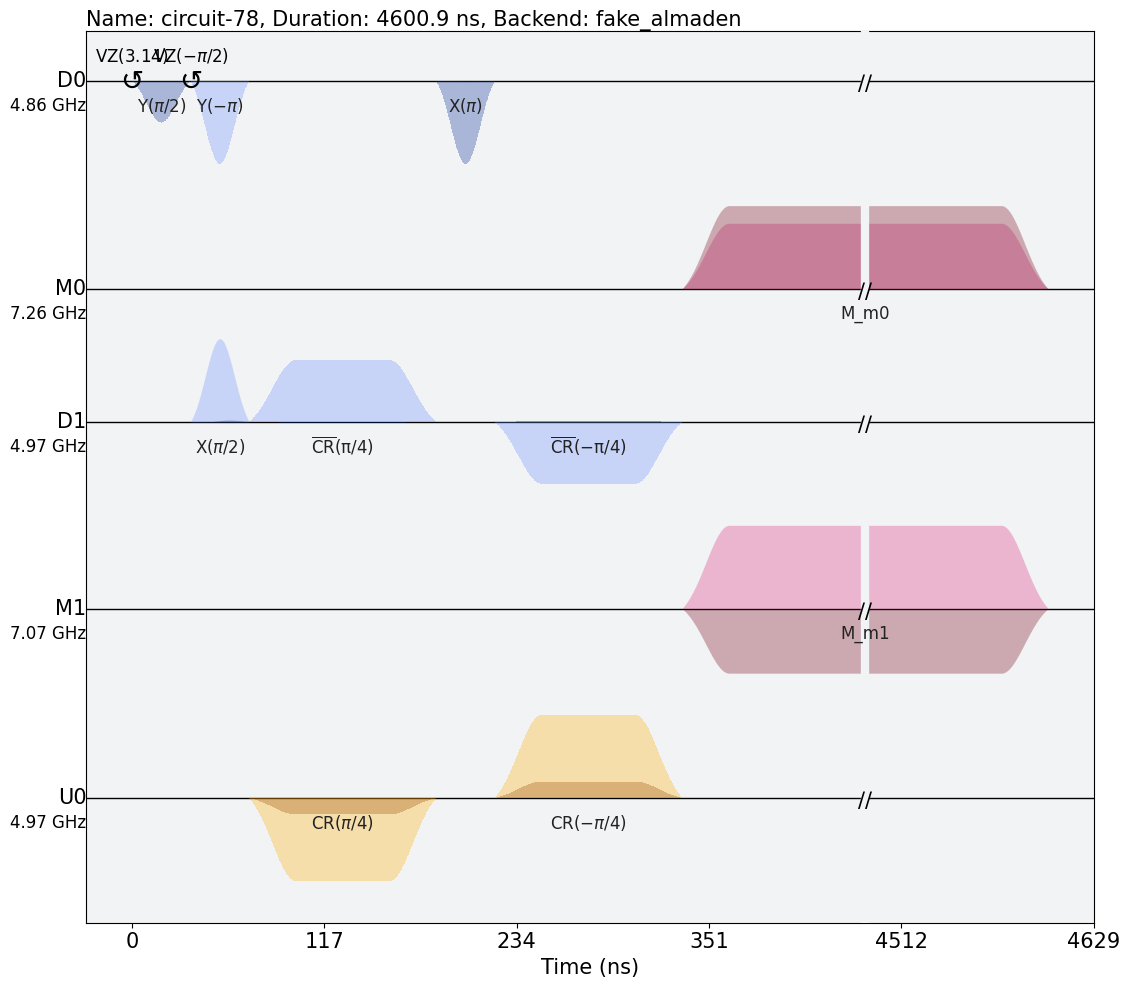 Name: circuit-78, Duration: 4600.9 ns, Backend: fake_almaden
VZ(3.14) VZ(−π/2)
D0
4.86 GHz Y(π/2) Y(−π) X(π)
M0
7.26 GHz M_m0
D1
4.97 GHz X(π/2) C̅R̅(π/4) C̅R̅(−π/4)
M1
7.07 GHz M_m1
U0
4.97 GHz CR(π/4) CR(−π/4)
0 117 234 351 4512 4629
Time (ns)